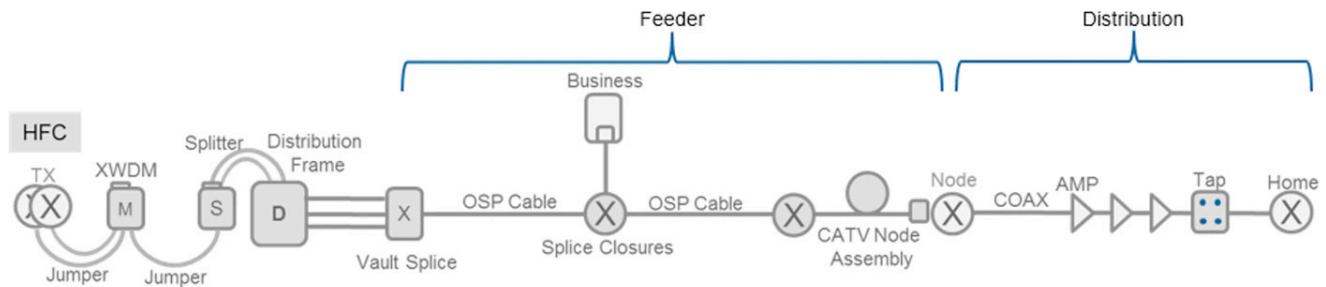 Feeder
Distribution
Business
HFC
Splitter
Distribution
Frame
TX
XWDM
X
X
M
S
D
X
OSP Cable
X
OSP Cable
X
Node
X
COAX
AMP
Tap
Home
X
Splice Closures
CATV Node
Assembly
Vault Splice
Jumper
Jumper